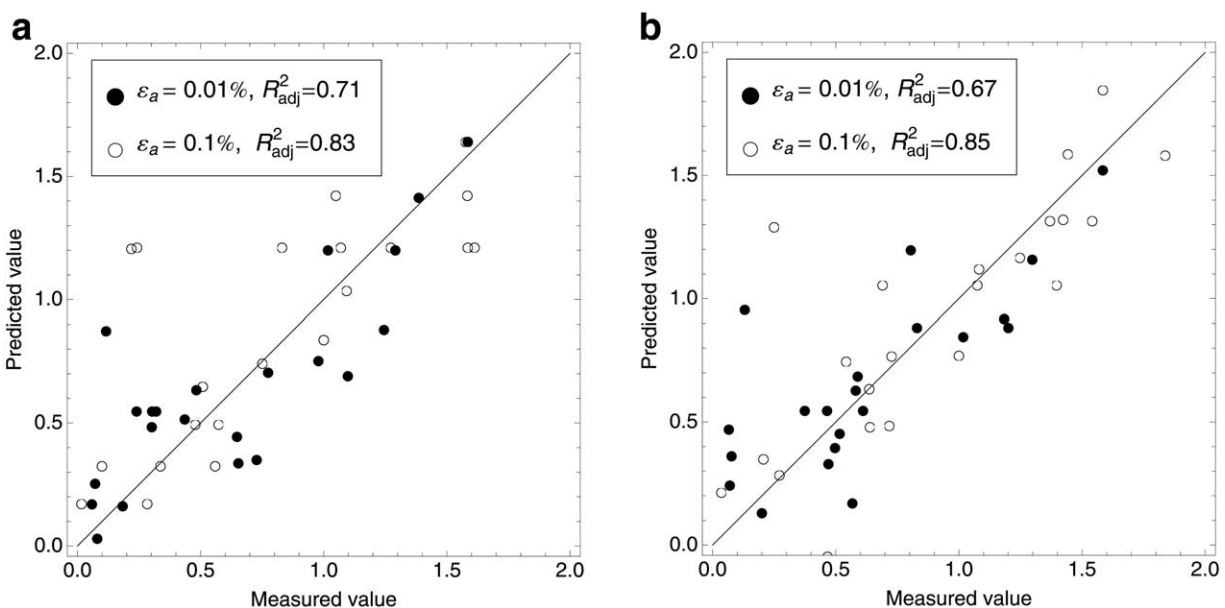 a
2.0
1.5
1.0
0.5
0.0
Predicted value
εa = 0.01%, R²adj=0.71
εa = 0.1%, R²adj=0.83
0.0 0.5 1.0 1.5 2.0
Measured value
b
2.0
1.5
1.0
0.5
0.0
Predicted value
εa = 0.01%, R²adj=0.67
εa = 0.1%, R²adj=0.85
0.0 0.5 1.0 1.5 2.0
Measured value